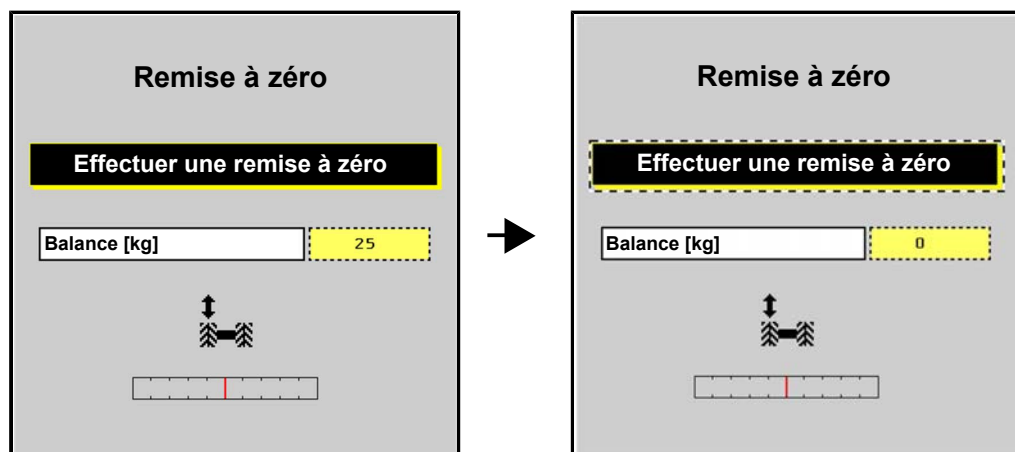 Remise à zéro
Effectuer une remise à zéro
Balance [kg] 25
Remise à zéro
Effectuer une remise à zéro
Balance [kg] 0